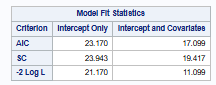 Model Fit Statistics
Criterion Intercept Only Intercept and Covariates
AIC 23.170 17.099
SC 23.943 19.417
-2 Log L 21.170 11.099